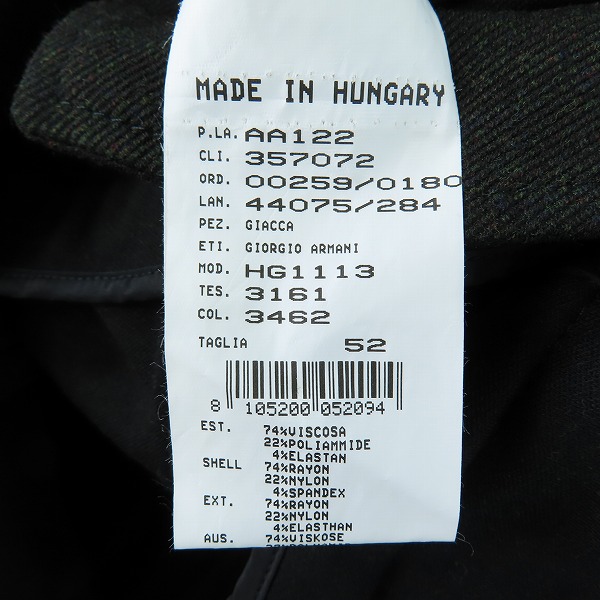 MADE IN HUNGARY
P.LA. AA122
CLI. 357072
ORD. 00259/0180
LAN. 44075/284
PEZ. GIACCA
ETI. GIORGIO ARMANI
MOD. HG1113
TES. 3161
COL. 3462
TAGLIA 52
8 105200 052094
EST. 74%VISCOSA
22%POLIAMMIDE
4%ELASTAN
SHELL 74%RAYON
22%NYLON
4%SPANDEX
EXT. 74%RAYON
22%NYLON
4%ELASTHAN
AUS. 74%VISKOSE